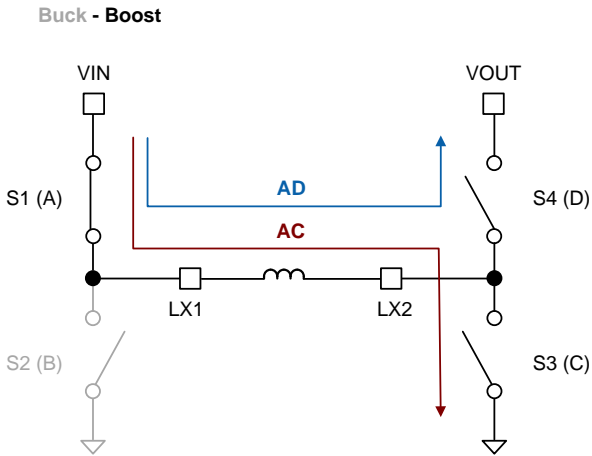 Buck - Boost
VIN
VOUT
AD
S1 (A)
S4 (D)
AC
LX1
LX2
S2 (B)
S3 (C)